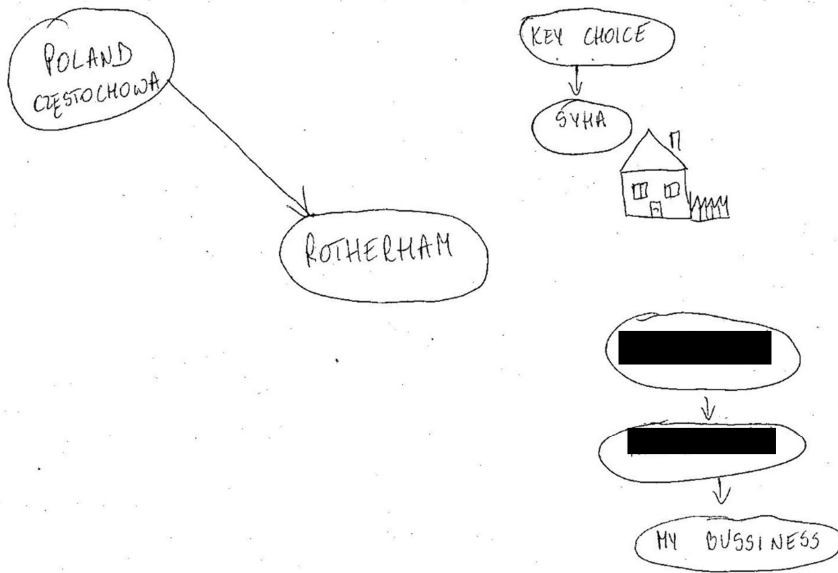 POLAND
CZĘSTOCHOWA
ROTHERHAM
KEY CHOICE
SYHA
MY BUSSINESS